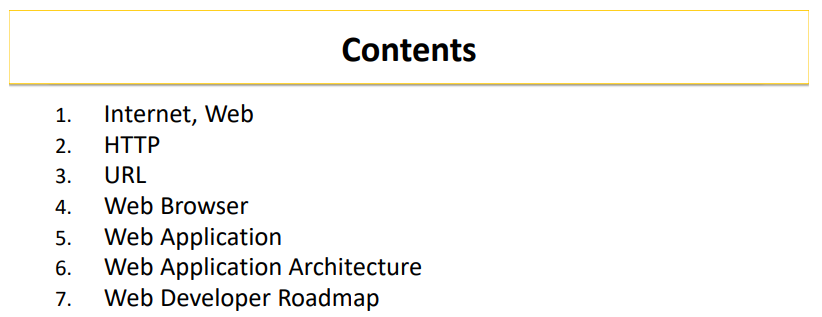 Contents
1. Internet, Web
2. HTTP
3. URL
4. Web Browser
5. Web Application
6. Web Application Architecture
7. Web Developer Roadmap